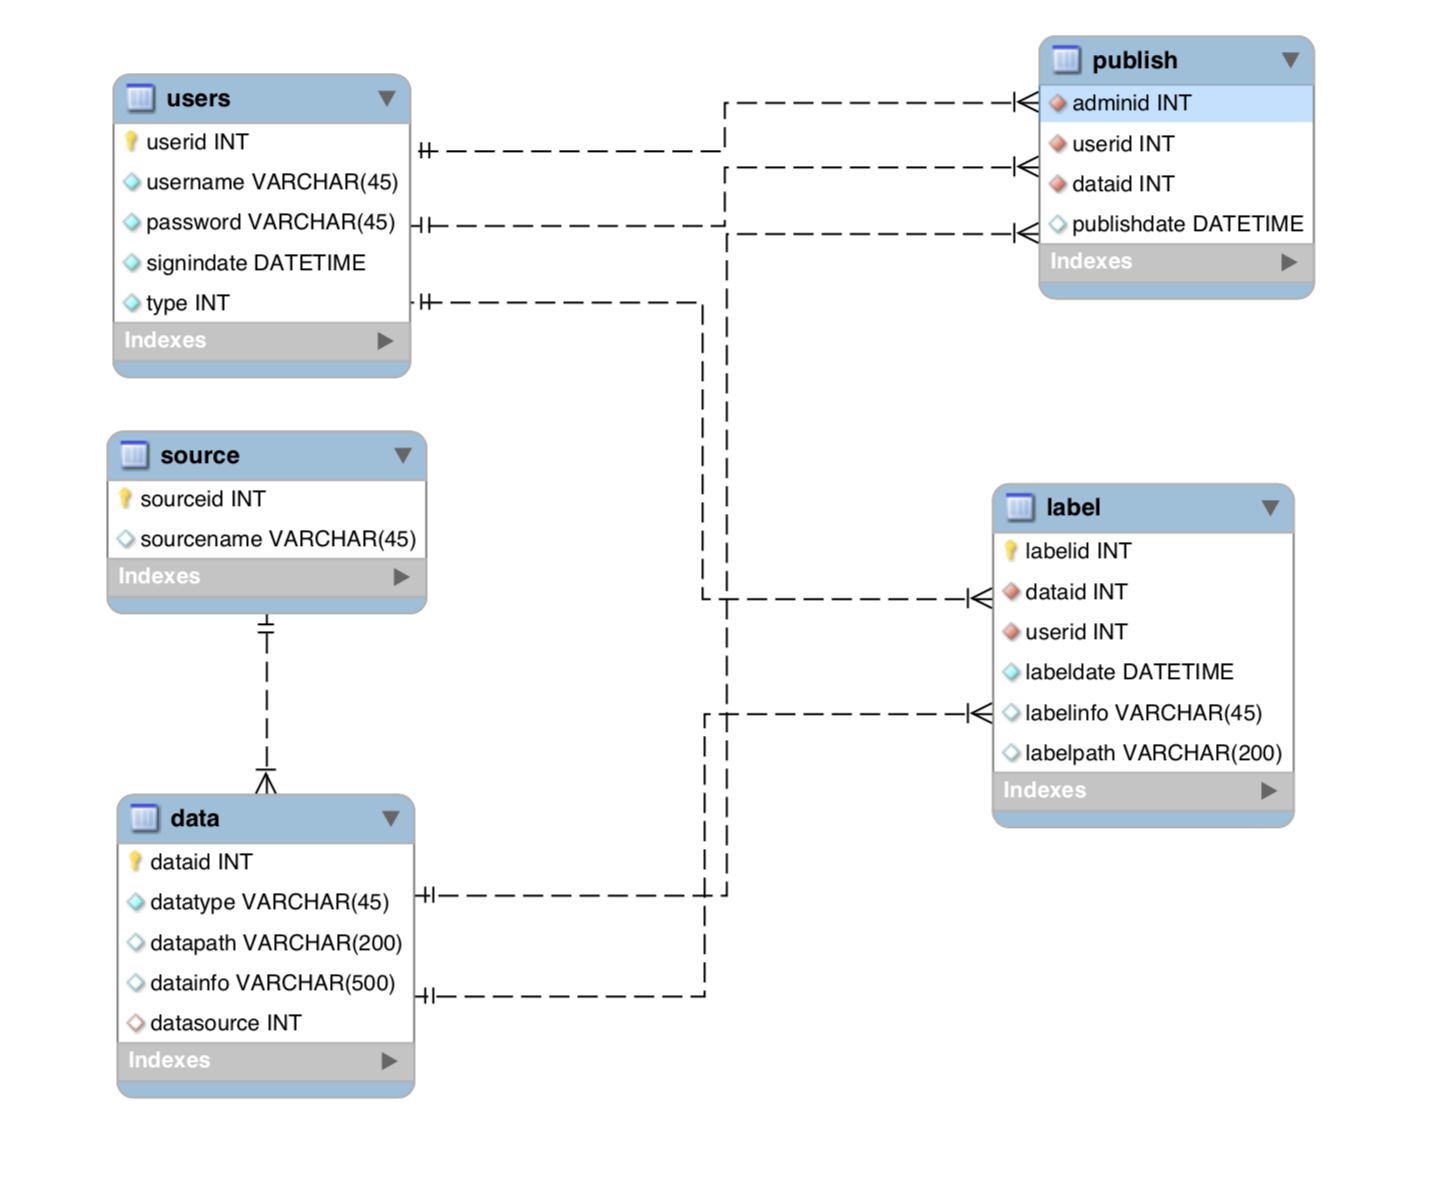 users
userid INT
username VARCHAR(45)
password VARCHAR(45)
signindate DATETIME
type INT
Indexes
publish
adminid INT
userid INT
dataid INT
publishdate DATETIME
Indexes
source
sourceid INT
sourcename VARCHAR(45)
Indexes
label
labelid INT
dataid INT
userid INT
labeldate DATETIME
labelinfo VARCHAR(45)
labelpath VARCHAR(200)
Indexes
data
dataid INT
datatype VARCHAR(45)
datapath VARCHAR(200)
datainfo VARCHAR(500)
datasource INT
Indexes